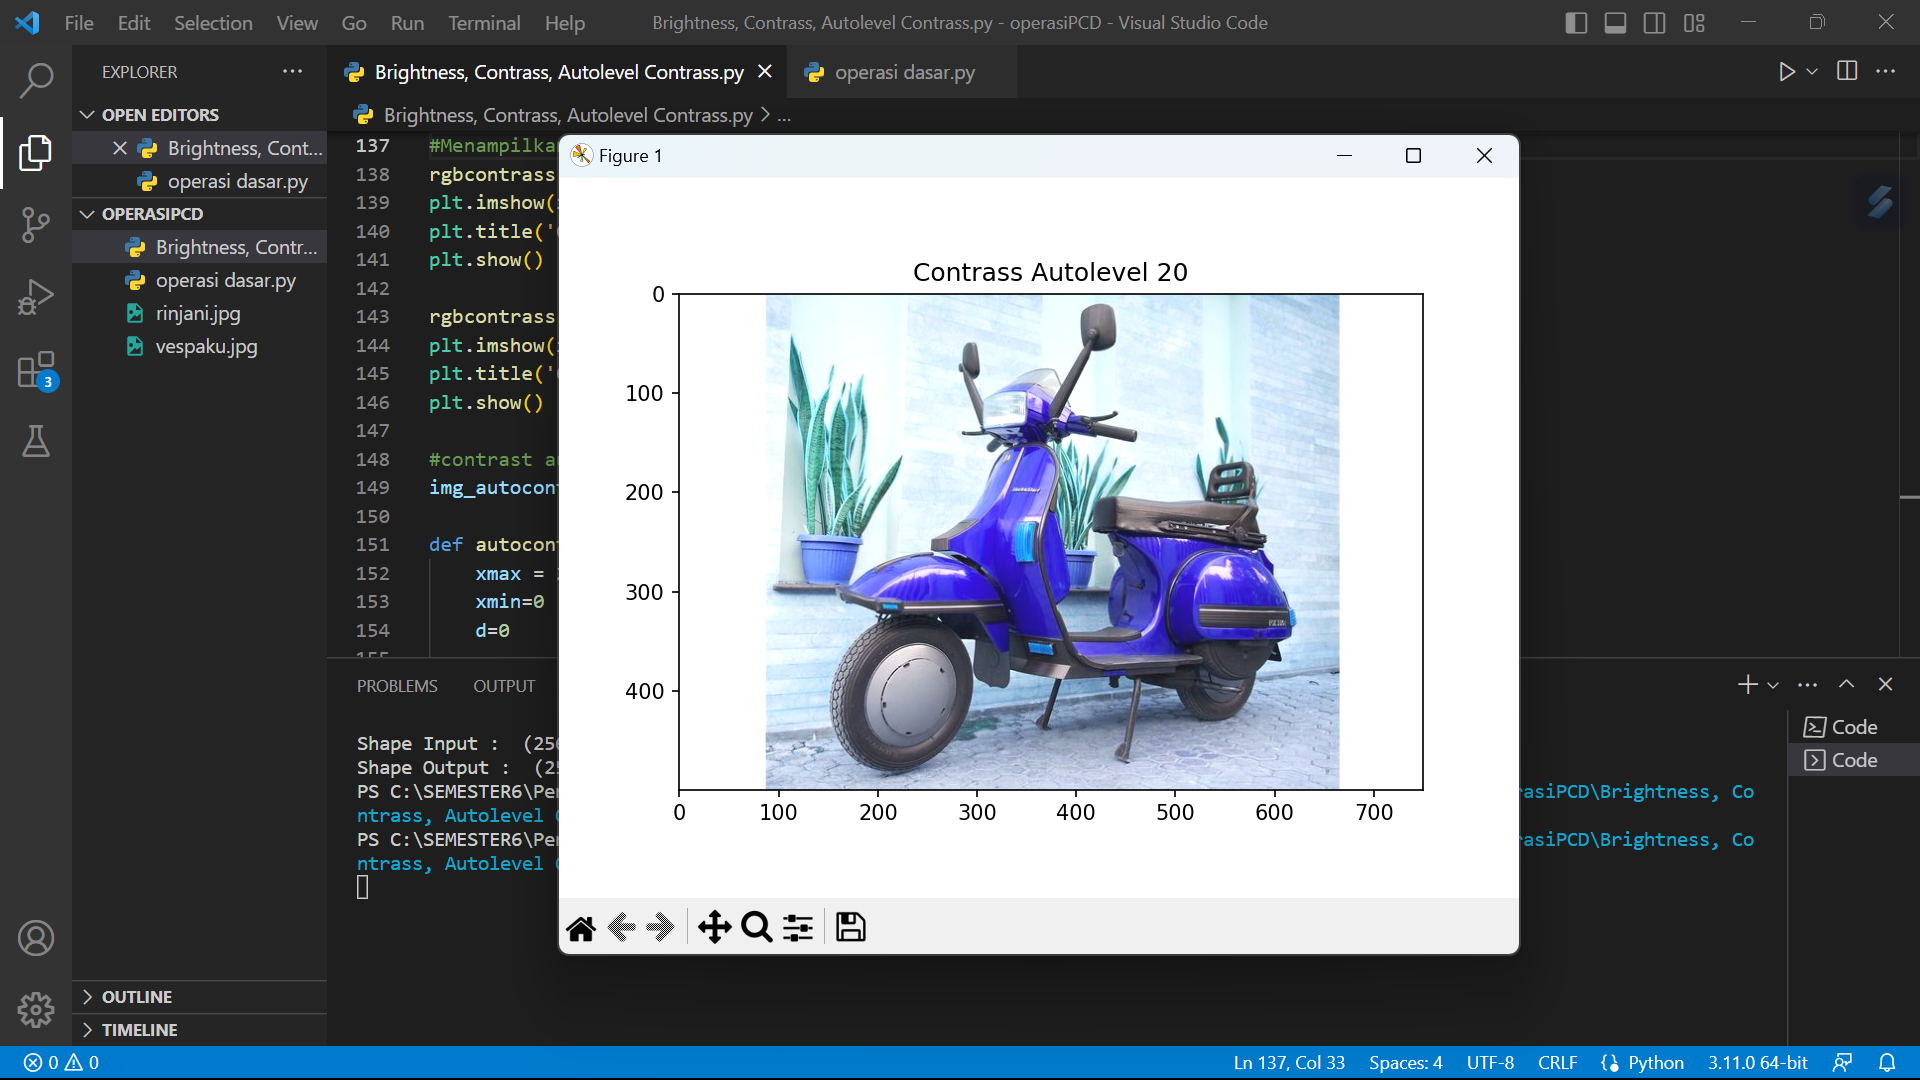 File Edit Selection View Go Run Terminal Help
Brightness, Contrass, Autolevel Contrass.py - operasiPCD - Visual Studio Code
EXPLORER
OPEN EDITORS
Brightness, Cont...
operasi dasar.py
OPERASIPCD
Brightness, Contr...
operasi dasar.py
rinjani.jpg
vespaku.jpg
3
OUTLINE
TIMELINE
Brightness, Contrass, Autolevel Contrass.py
operasi dasar.py
Brightness, Contrass, Autolevel Contrass.py > ...
137 #Menampilka
138 rgbcontrass
139 plt.imshow(
140 plt.title('
141 plt.show()
142
143 rgbcontrass
144 plt.imshow(
145 plt.title('
146 plt.show()
147
148 #contrast a
149 img_autocon
150
151 def autocon
152 xmax =
153 xmin=0
154 d=0
155
Figure 1
Contrass Autolevel 20
0
100
200
300
400
0 100 200 300 400 500 600 700
PROBLEMS OUTPUT
Shape Input : (25
Shape Output : (2
PS C:\SEMESTER6\Pe
rasiPCD\Brightness, Co
ntrass, Autolevel
PS C:\SEMESTER6\Pe
rasiPCD\Brightness, Co
ntrass, Autolevel
Code
Code
0 0
Ln 137, Col 33 Spaces: 4 UTF-8 CRLF Python 3.11.0 64-bit